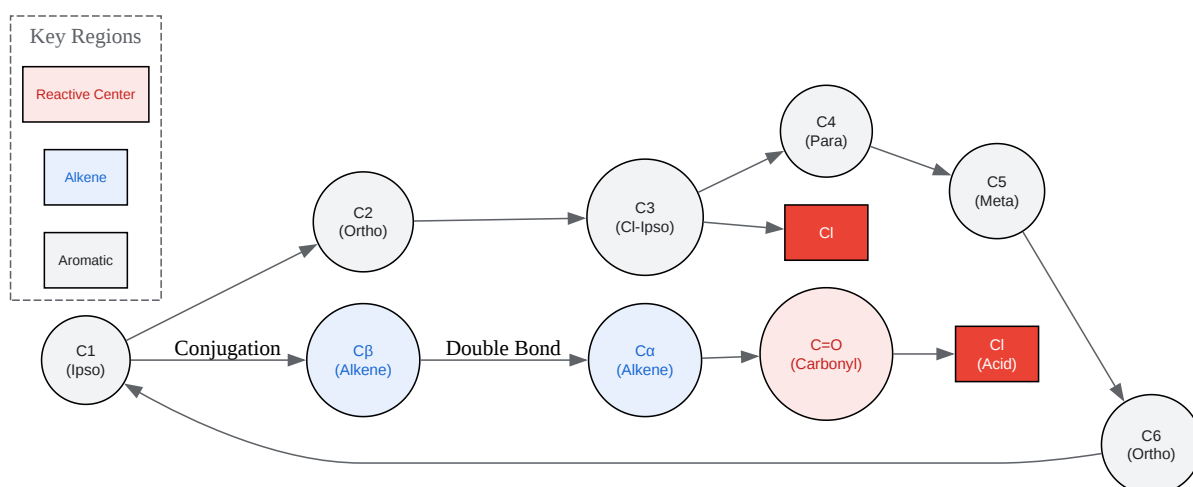 Key Regions
Reactive Center
Alkene
Aromatic
C4
(Para)
C5
(Meta)
C2
(Ortho)
C3
(Cl-Ipso)
Cl
C1
(Ipso)
Conjugation
Cβ
(Alkene)
Double Bond
Cα
(Alkene)
C=O
(Carbonyl)
Cl
(Acid)
C6
(Ortho)